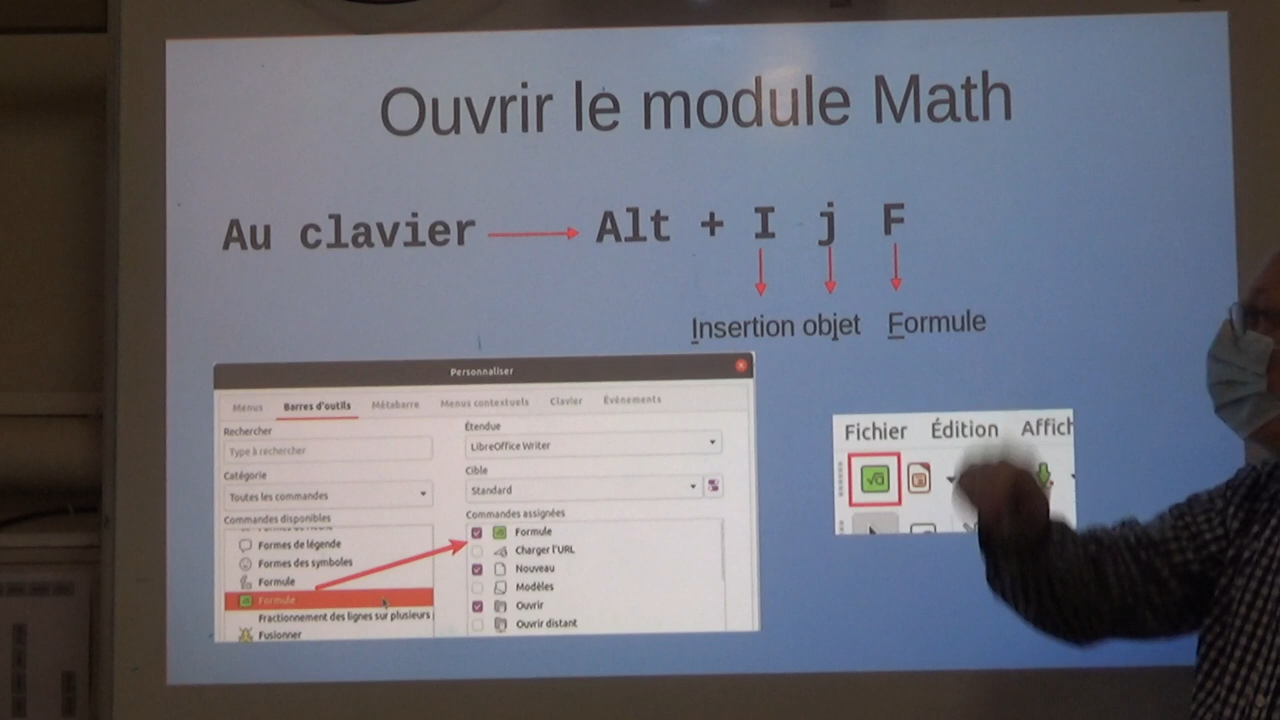 Ouvrir le module Math
Au clavier Alt + I j F
Insertion objet Formule
Personnaliser
Menus Barres d'outils Métabarre Menus contextuels Clavier Évènements
Rechercher
Type à rechercher
Catégorie
Toutes les commandes
Commandes disponibles
Formes de légende
Formes des symboles
Formule
Formule
Fractionnement des lignes sur plusieurs
Fusionner
Étendue
LibreOffice Writer
Cible
Standard
Commandes assignées
Formule
Charger l'URL
Nouveau
Modèles
Ouvrir
Ouvrir distant
Fichier Édition Affich